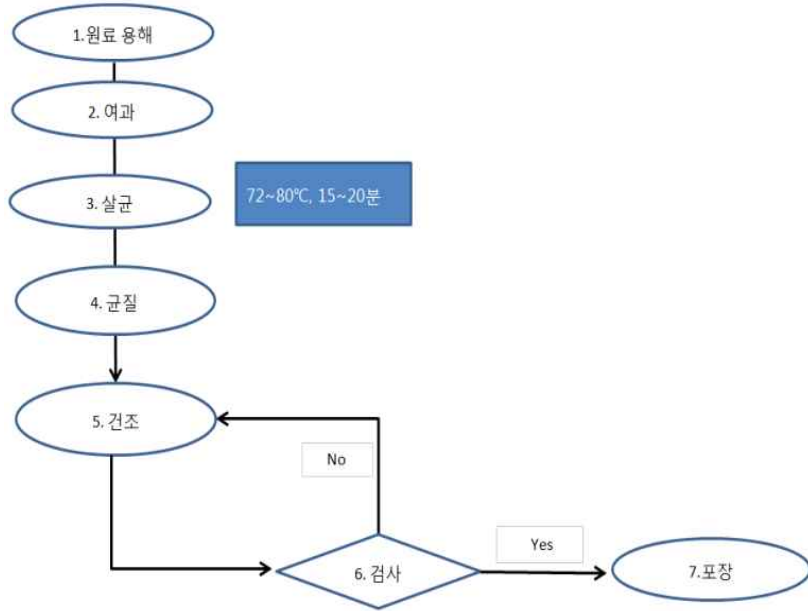 1.원료 용해
2. 여과
3. 살균
72~80℃, 15~20분
4. 균질
5. 건조
No
Yes
6. 검사
7.포장